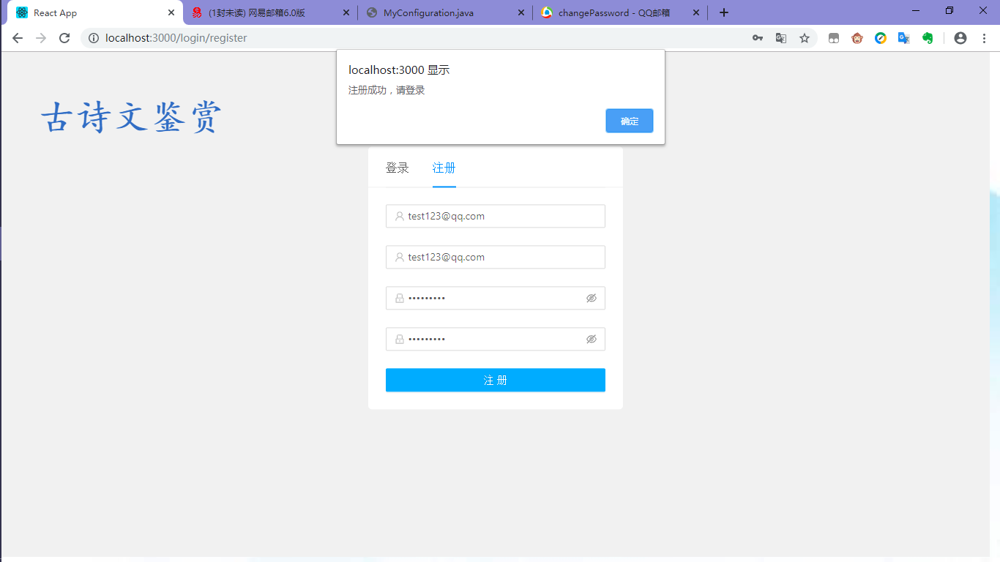 React App
(1封未读) 网易邮箱6.0版
MyConfiguration.java
changePassword - QQ邮箱
localhost:3000/login/register
localhost:3000 显示
注册成功，请登录
确定
古诗文鉴赏
登录 注册
test123@qq.com
test123@qq.com
•••••••••
•••••••••
注 册